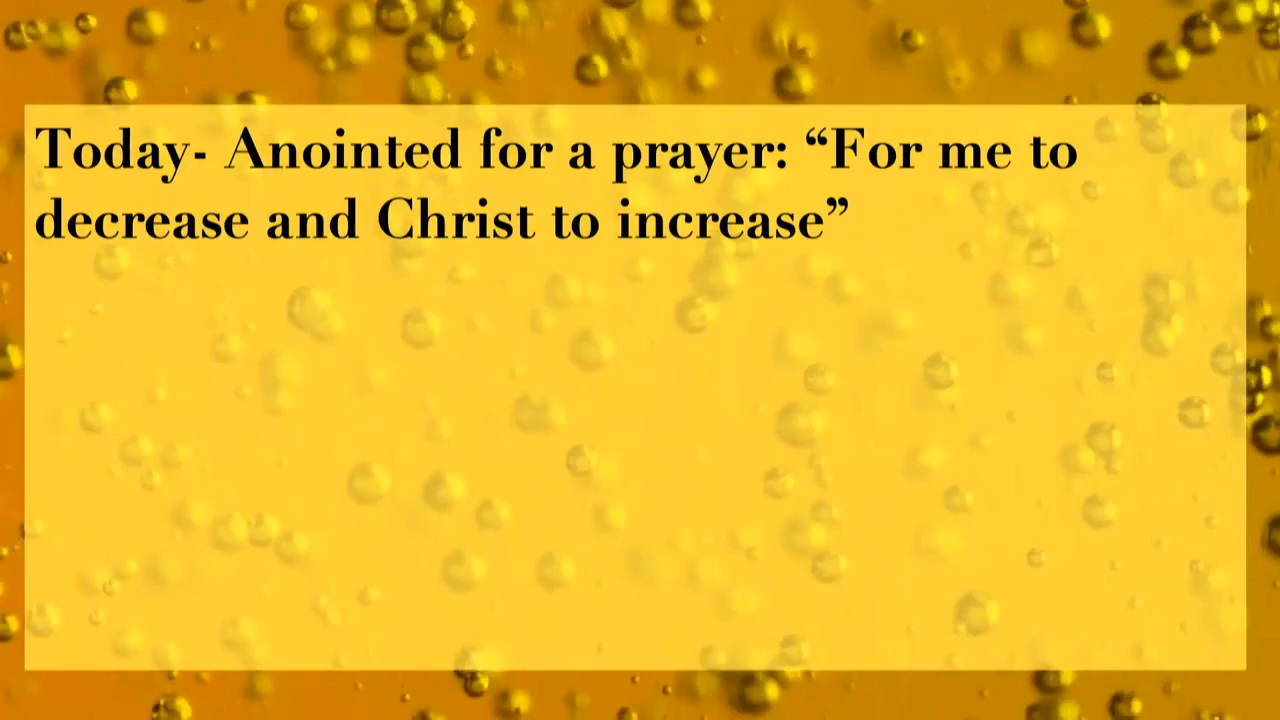 Today- Anointed for a prayer: “For me to
decrease and Christ to increase”